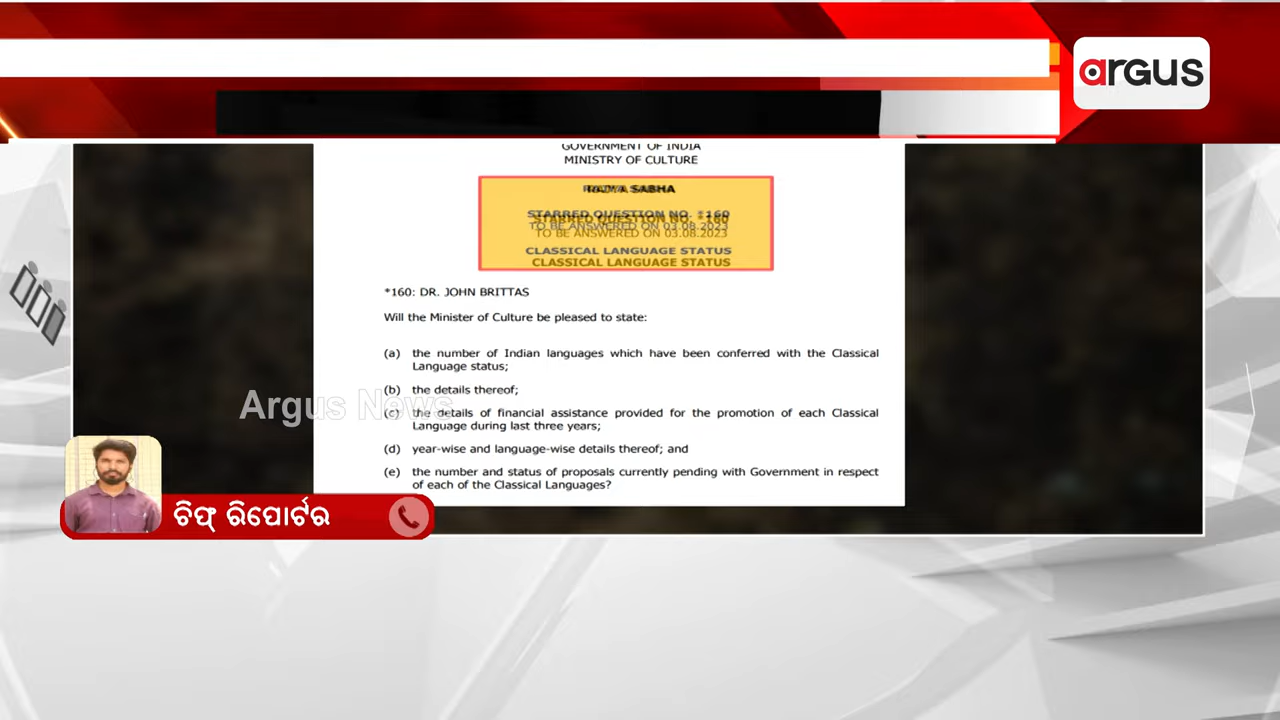 argus
GOVERNMENT OF INDIA
MINISTRY OF CULTURE
RAJYA SABHA
STARRED QUESTION NO. *160
TO BE ANSWERED ON 03.08.2023
CLASSICAL LANGUAGE STATUS
*160: DR. JOHN BRITTAS
Will the Minister of Culture be pleased to state:
(a) the number of Indian languages which have been conferred with the Classical
Language status;
(b) the details thereof;
Argus News
(c) the details of financial assistance provided for the promotion of each Classical
Language during last three years;
(d) year-wise and language-wise details thereof; and
(e) the number and status of proposals currently pending with Government in respect
of each of the Classical Languages?
ଚିଫ୍ ରିପୋର୍ଟର